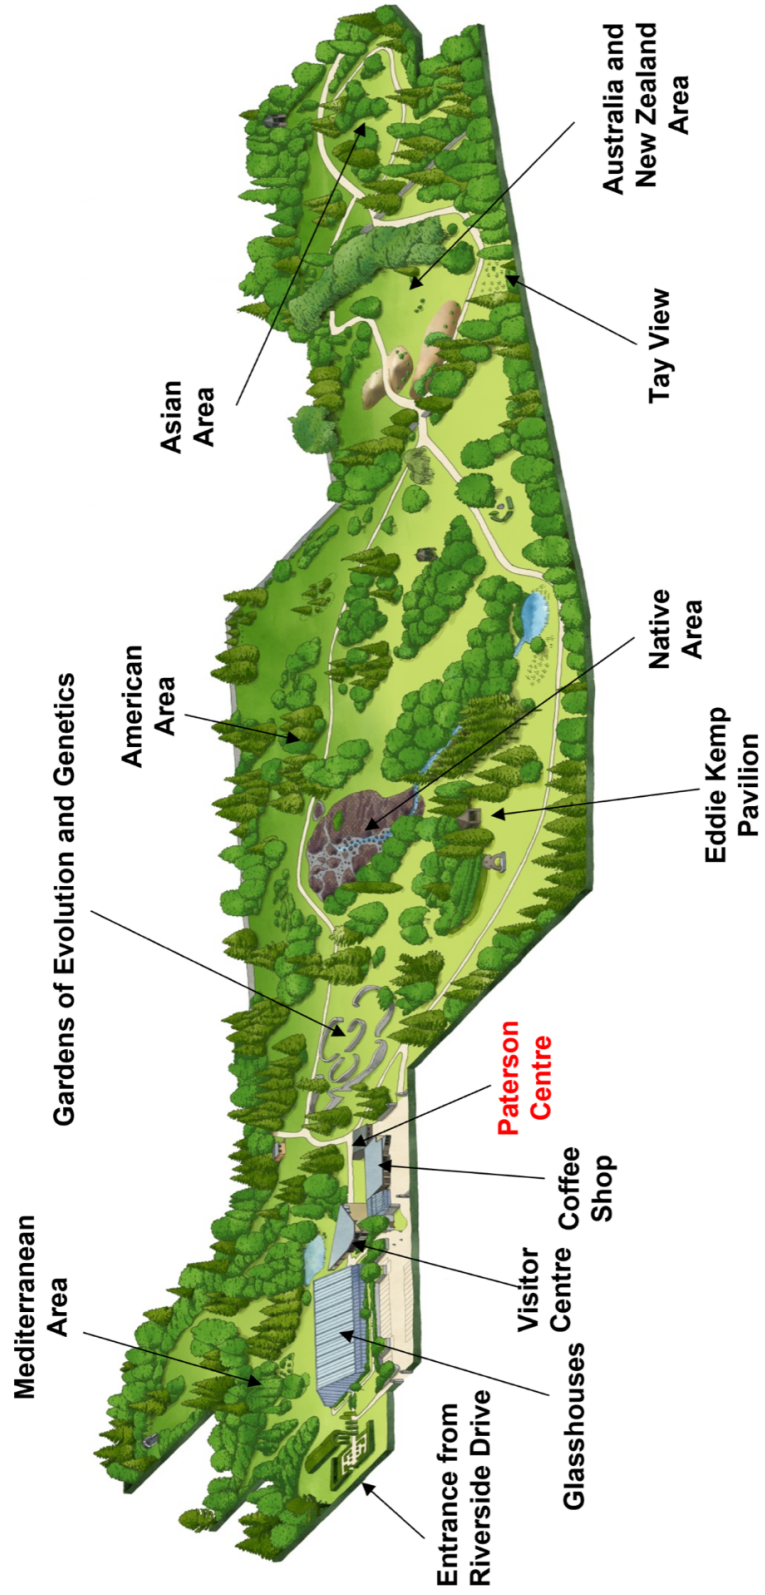 Mediterranean
Area
Gardens of Evolution and Genetics
American
Area
Asian
Area
Entrance from
Riverside Drive
Glasshouses
Visitor
Centre
Coffee
Shop
Paterson
Centre
Eddie Kemp
Pavilion
Native
Area
Tay View
Australia and
New Zealand
Area